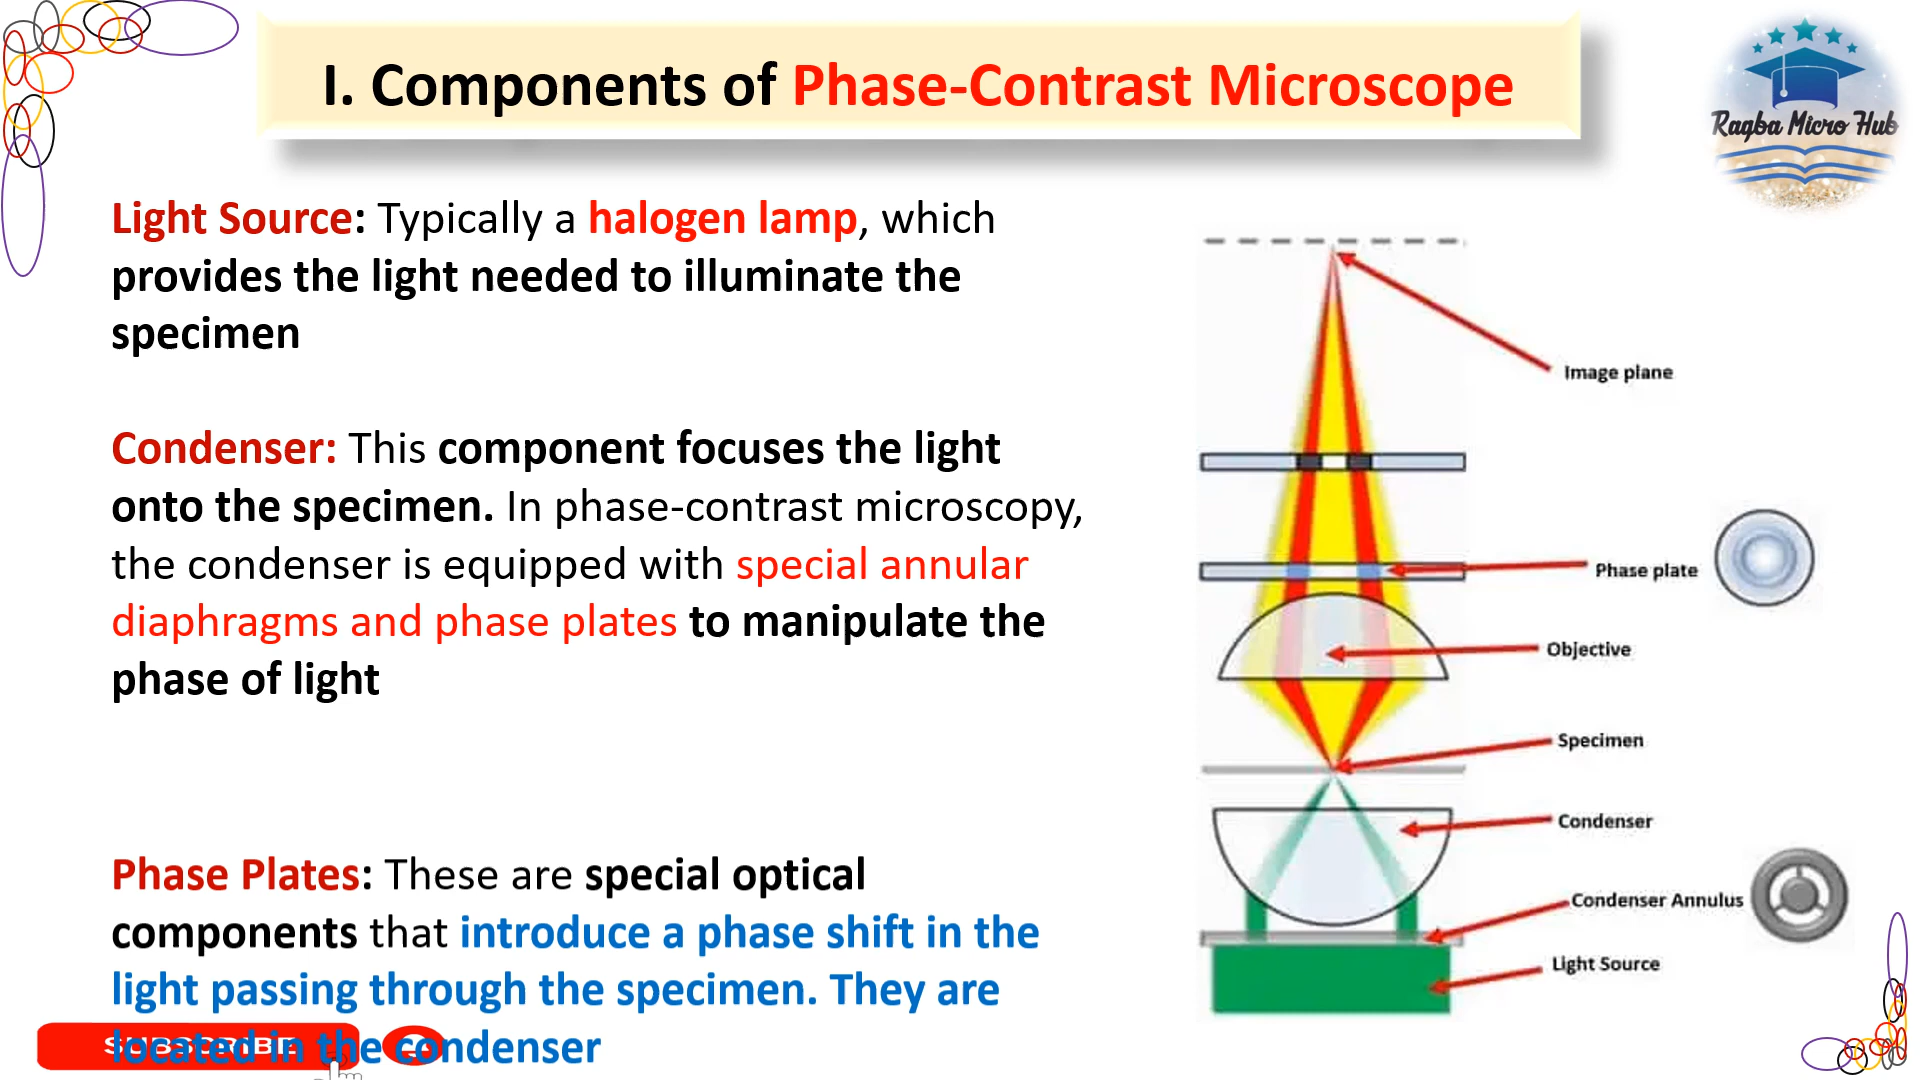 I. Components of Phase-Contrast Microscope
Ragba Micro Hub
Light Source: Typically a halogen lamp, which
provides the light needed to illuminate the
specimen
Condenser: This component focuses the light
onto the specimen. In phase-contrast microscopy,
the condenser is equipped with special annular
diaphragms and phase plates to manipulate the
phase of light
Phase Plates: These are special optical
components that introduce a phase shift in the
light passing through the specimen. They are
located in the condenser
SUBSCRIBE
Image plane
Phase plate
Objective
Specimen
Condenser
Condenser Annulus
Light Source